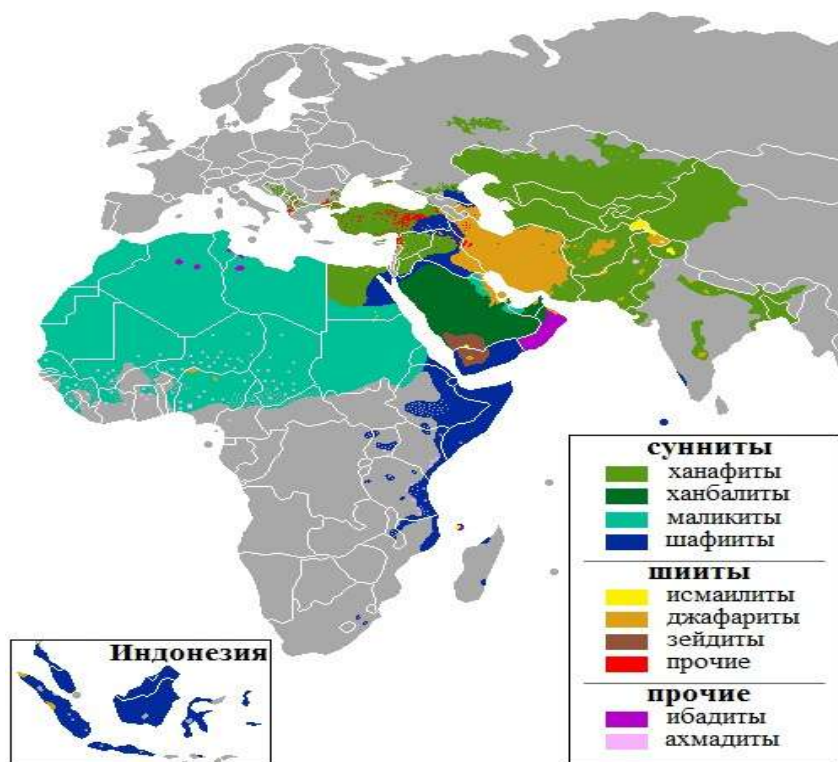 сунниты
ханафиты
ханбалиты
маликиты
шафииты
шииты
исмаилиты
джафариты
зейдиты
прочие
прочие
ибадиты
ахмадиты
Индонезия